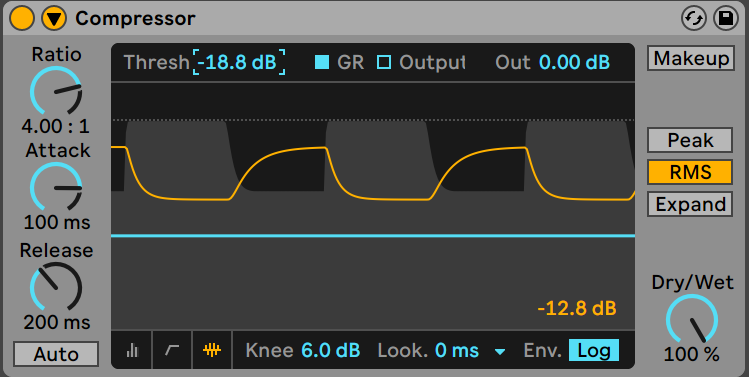 Compressor
Ratio
4.00 : 1
Attack
100 ms
Release
200 ms
Auto
Thresh -18.8 dB GR Output Out 0.00 dB
-12.8 dB
Knee 6.0 dB Look. 0 ms Env. Log
Makeup
Peak
RMS
Expand
Dry/Wet
100 %